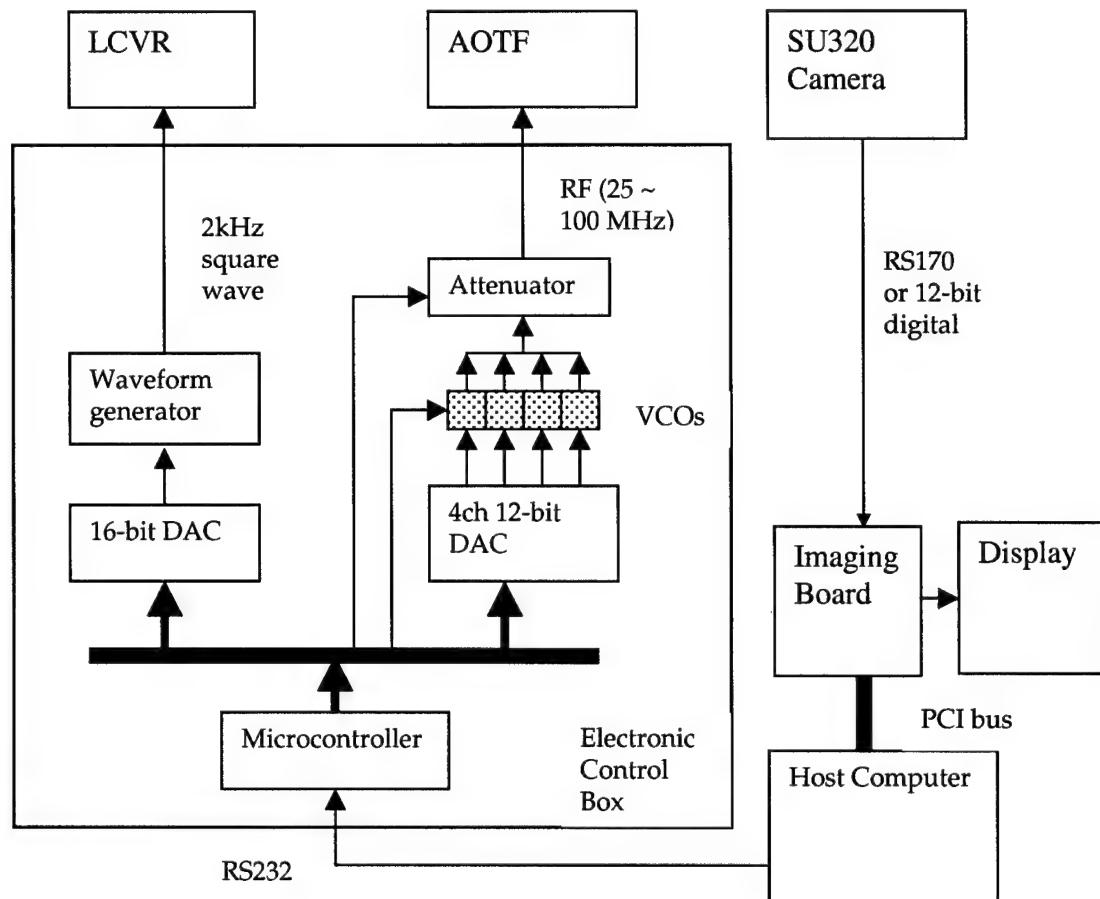 LCVR
AOTF
SU320
Camera
RF (25 ~
100 MHz)
2kHz
square
wave
RS170
or 12-bit
digital
Attenuator
Waveform
generator
VCOs
16-bit DAC
4ch 12-bit
DAC
Imaging
Board
Display
Microcontroller
Electronic
Control
Box
PCI bus
Host Computer
RS232